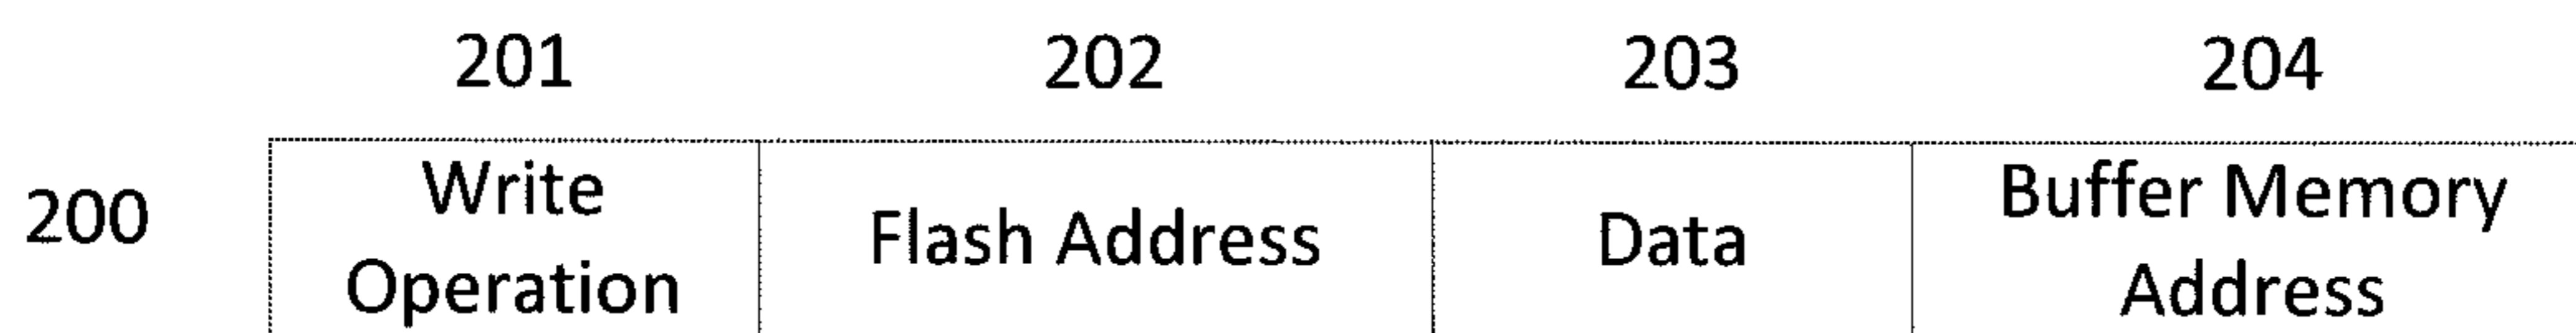 201 202 203 204
200 Write Operation Flash Address Data Buffer Memory Address